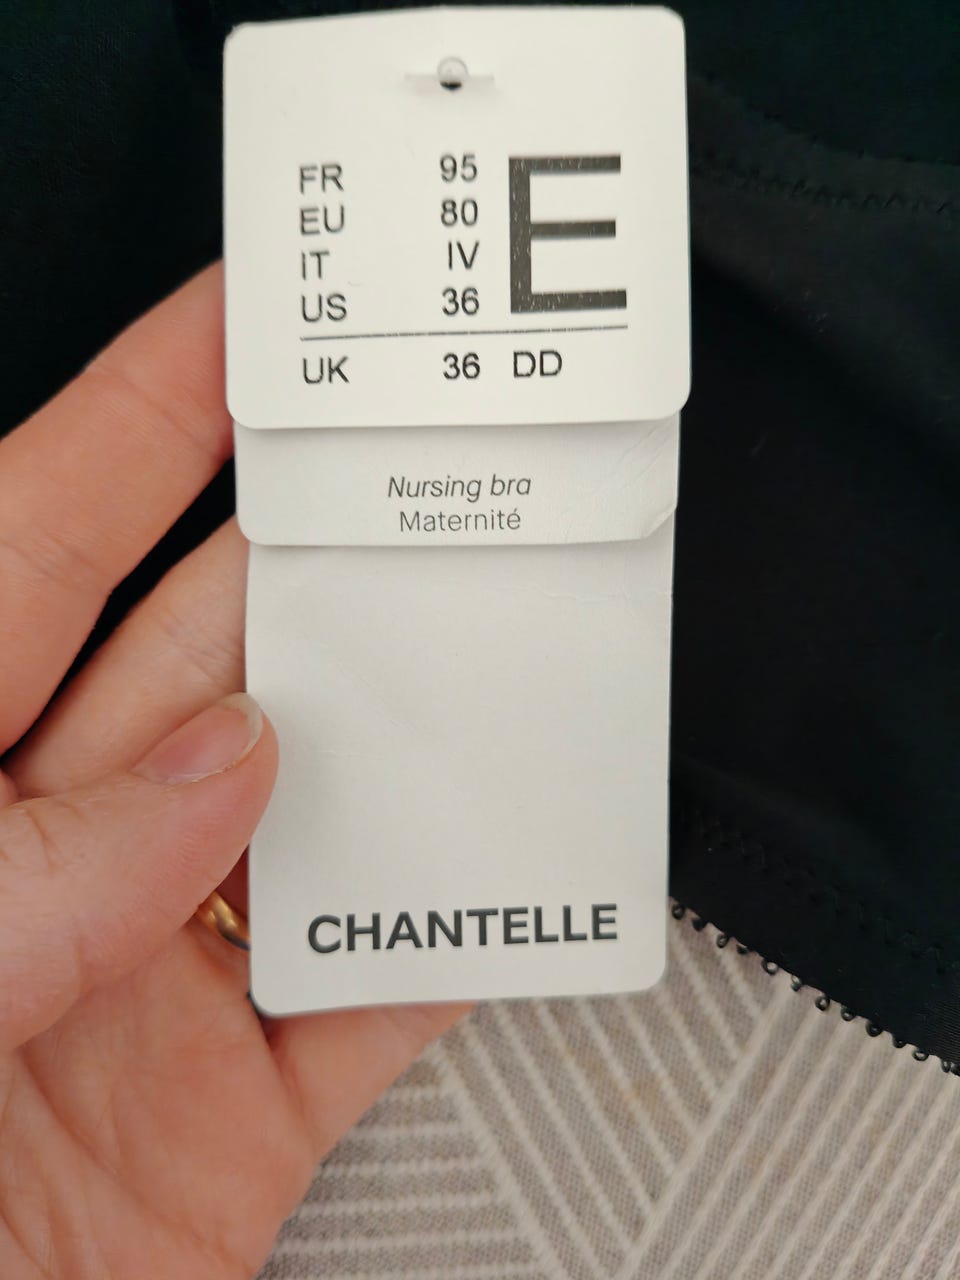 FR 95 E
EU 80
IT IV
US 36
UK 36 DD
Nursing bra
Maternité
CHANTELLE